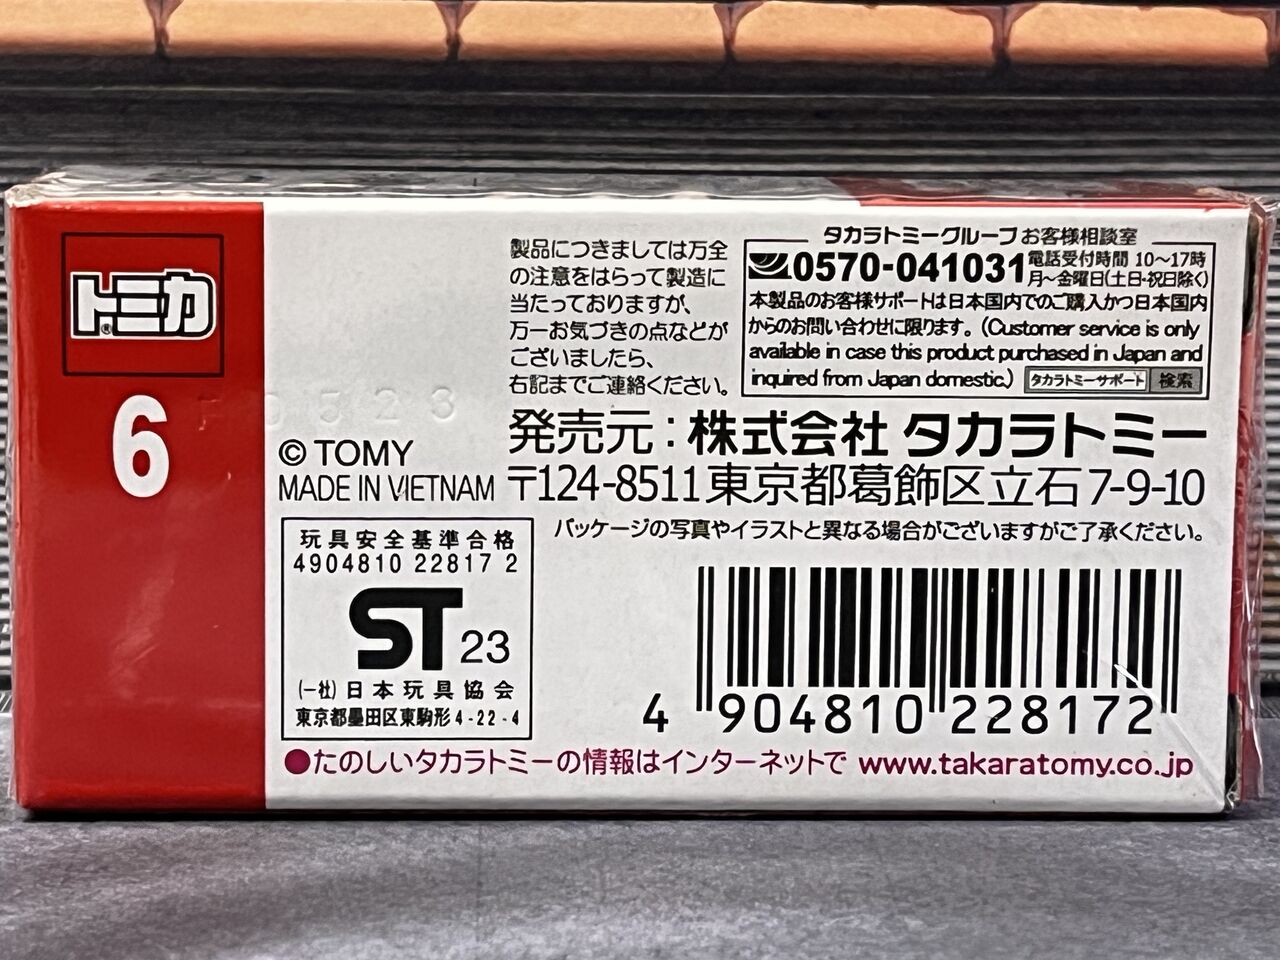 トミカ
®
6
0523
© TOMY
MADE IN VIETNAM
玩具安全基準合格
4904810 22817 2
ST 23
(一社)日本玩具協会
東京都墨田区東駒形4-22-4
製品につきましては万全
の注意をはらって製造に
当たっておりますが、
万一お気づきの点などが
ございましたら、
右記までご連絡ください。
タカラトミーグループお客様相談室
0570-041031
電話受付時間 10〜17時
月〜金曜日(土日・祝日除く)
本製品のお客様サポートは日本国内でのご購入かつ日本国内
からのお問い合わせに限ります。(Customer service is only
available in case this product purchased in Japan and
inquired from Japan domestic.) タカラトミーサポート 検索
発売元:株式会社 タカラトミー
〒124-8511 東京都葛飾区立石7-9-10
パッケージの写真やイラストと異なる場合がございますがご了承ください。
4 904810 228172
●たのしいタカラトミーの情報はインターネットで www.takaratomy.co.jp